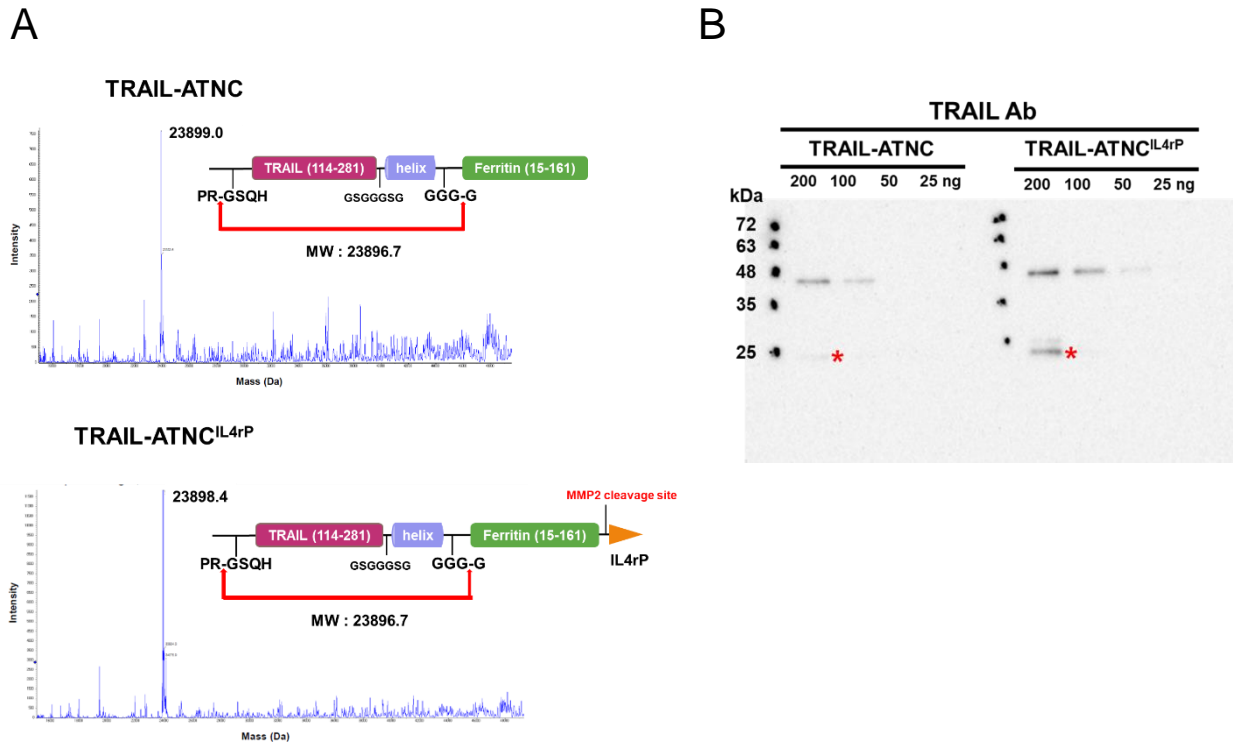 A
B
TRAIL-ATNC
23899.0
TRAIL (114-281)
helix
Ferritin (15-161)
PR-GSQH
GSGGGSG
GGG-G
MW : 23896.7
Intensity
Mass (Da)
TRAIL-ATNC^IL4rP
23898.4
MMP2 cleavage site
TRAIL (114-281)
helix
Ferritin (15-161)
IL4rP
PR-GSQH
GSGGGSG
GGG-G
MW : 23896.7
Intensity
Mass (Da)
TRAIL Ab
TRAIL-ATNC
TRAIL-ATNC^IL4rP
200 100 50 25 ng
200 100 50 25 ng
kDa
72
63
48
35
25
*
*